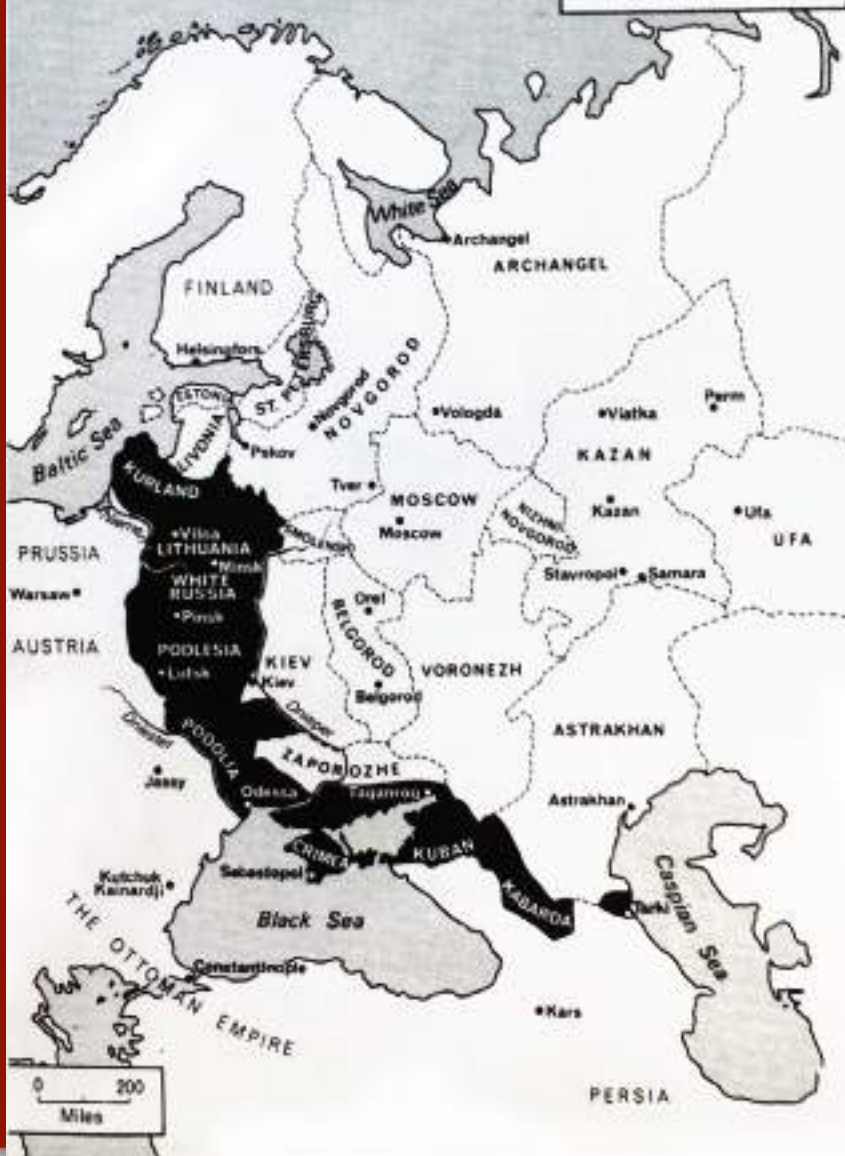 White Sea
Archangel
ARCHANGEL
FINLAND
ST. PETERSBURG
Helsingfors
ESTONIA
Novgorod
NOVGOROD
Vologda
Viatka
Perm
LIVONIA
Pskov
Baltic Sea
KAZAN
KURLAND
Tver
MOSCOW
Moscow
NIZHNI
NOVGOROD
Kazan
Ufa
UFA
Vilna
LITHUANIA
SMOLENSK
PRUSSIA
Minsk
WHITE
RUSSIA
Stavropol
Samara
Warsaw
Orel
Pinsk
BELGOROD
AUSTRIA
PODLESIA
KIEV
VORONEZH
Lutsk
Kiev
Belgorod
Dnieper
Dniester
PODOLIA
ASTRAKHAN
ZAPOROZHE
Jassy
Odessa
Taganrog
Astrakhan
CRIMEA
KUBAN
Sebastopol
Kutchuk
Kainardji
KABARDA
Tarki
Caspian Sea
Black Sea
THE OTTOMAN EMPIRE
Constantinople
Kars
0 200
Miles
PERSIA